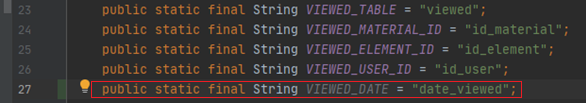 23 public static final String VIEWED_TABLE = "viewed";
24 public static final String VIEWED_MATERIAL_ID = "id_material";
25 public static final String VIEWED_ELEMENT_ID = "id_element";
26 public static final String VIEWED_USER_ID = "id_user";
27 public static final String VIEWED_DATE = "date_viewed";